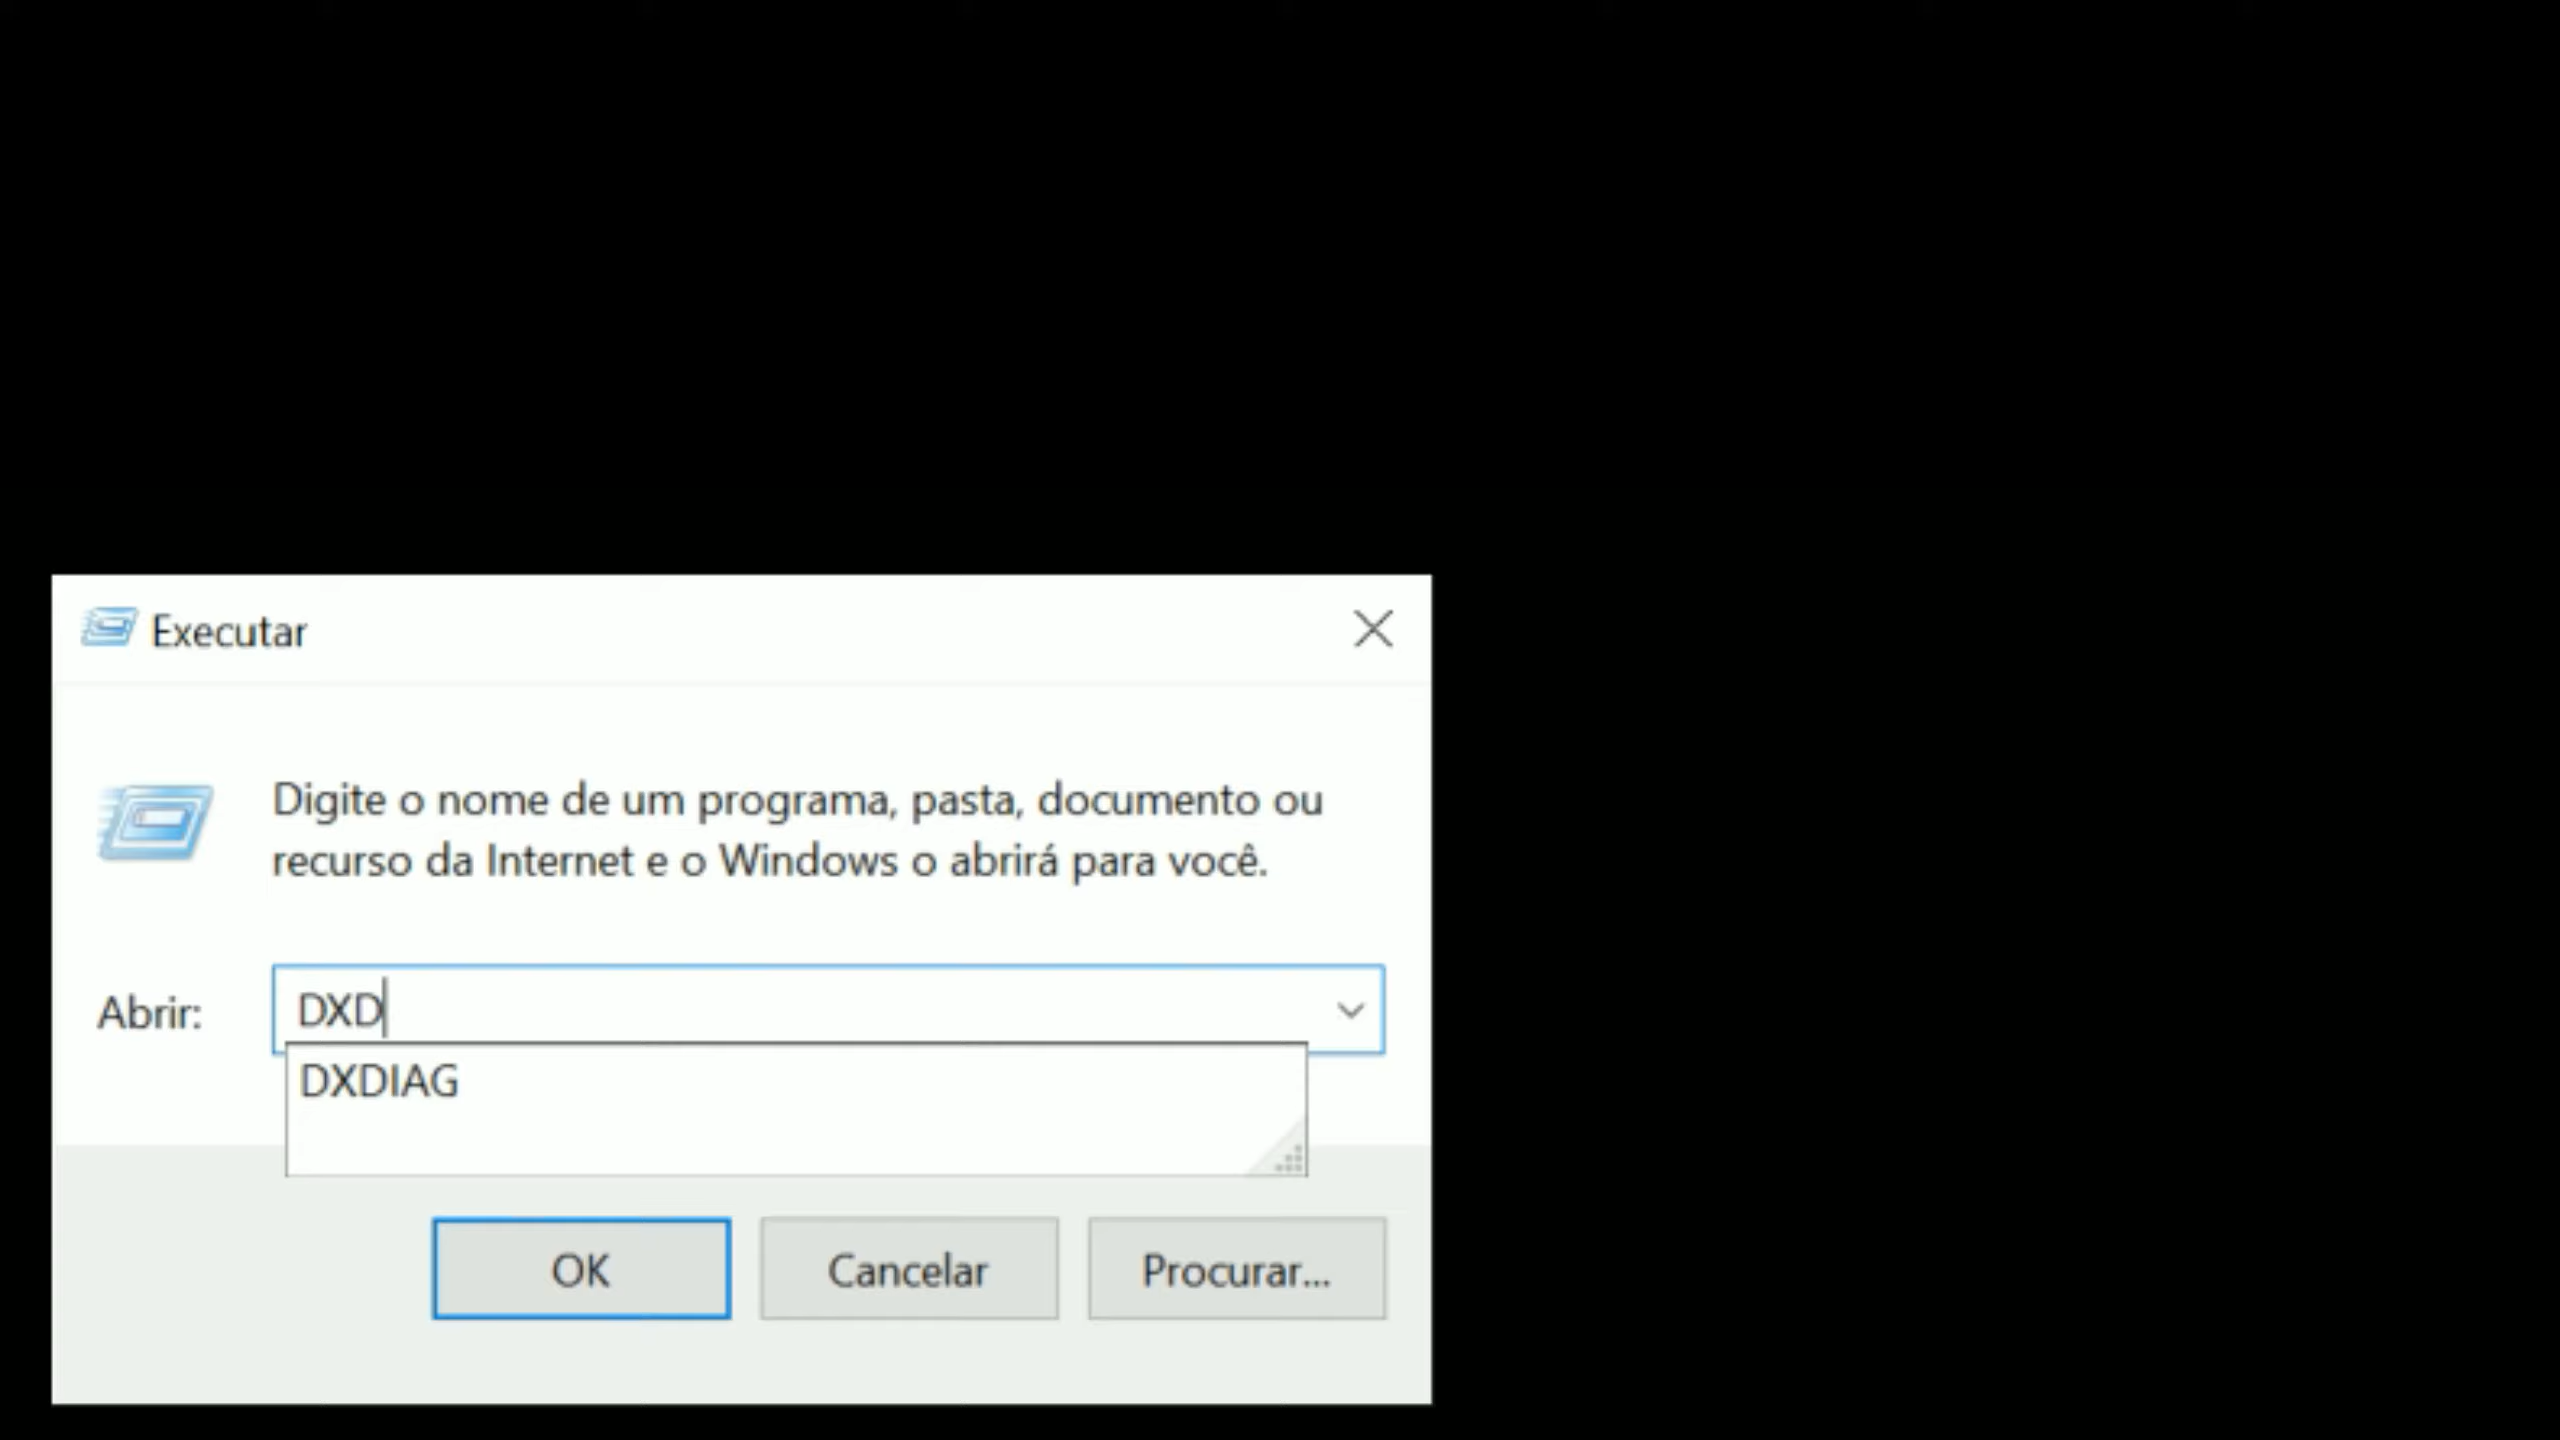 Executar
Digite o nome de um programa, pasta, documento ou
recurso da Internet e o Windows o abrirá para você.
Abrir: DXD
DXDIAG
OK Cancelar Procurar...